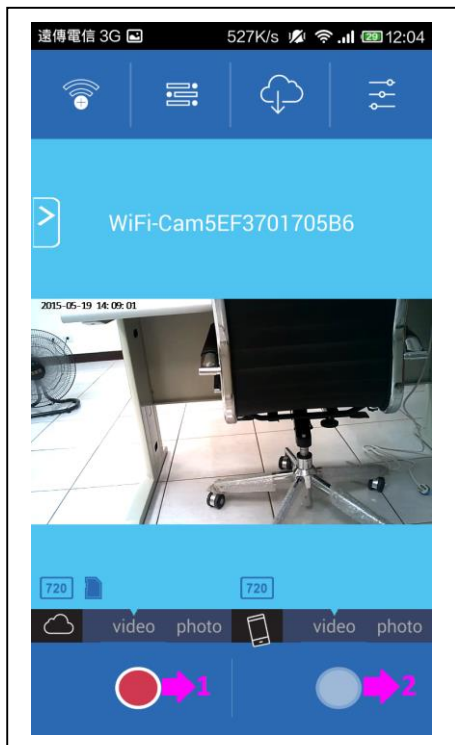 遠傳電信 3G 527K/s 29 12:04
WiFi-Cam5EF3701705B6
2015-05-19 14:09:01
720 720
video photo video photo
1 2